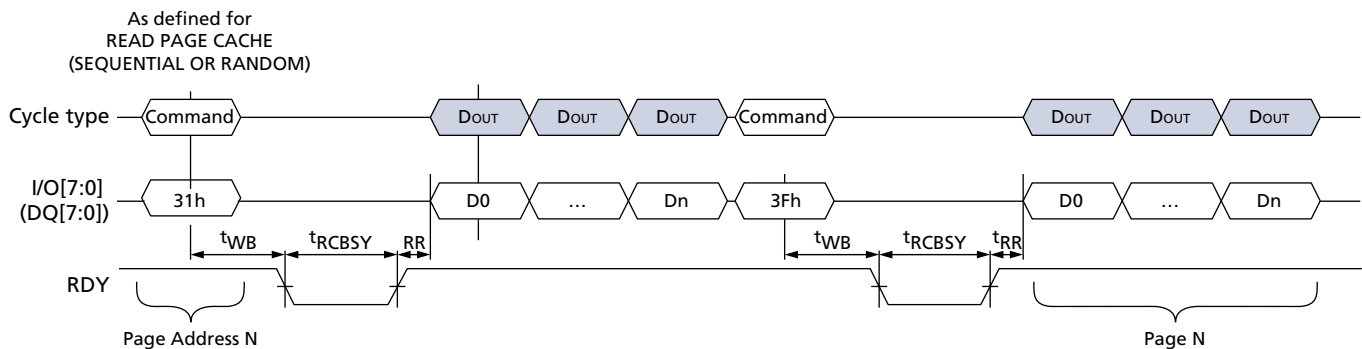 As defined for
READ PAGE CACHE
(SEQUENTIAL OR RANDOM)
Cycle type Command DOUT DOUT DOUT Command DOUT DOUT DOUT
I/O[7:0]
(DQ[7:0]) 31h D0 … Dn 3Fh D0 … Dn
tWB tRCBSY RR tWB tRCBSY tRR
RDY
Page Address N Page N